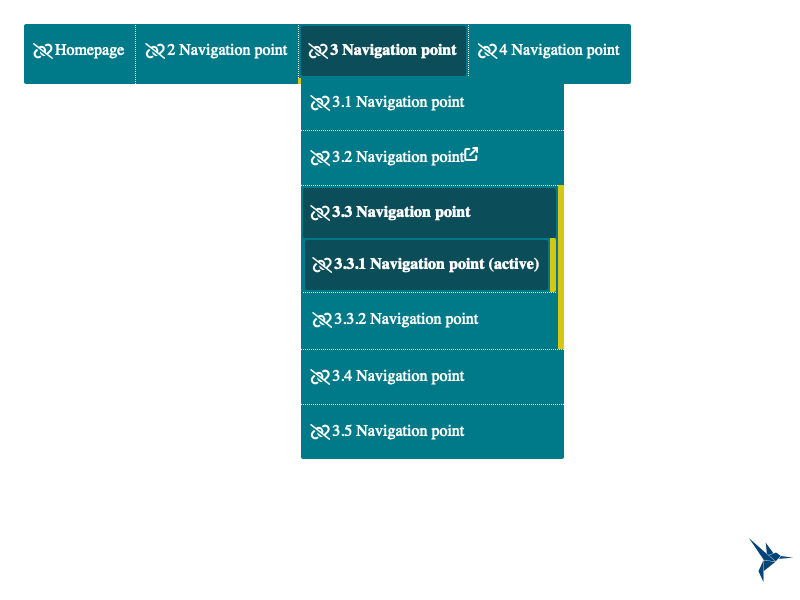 Homepage
2 Navigation point
3 Navigation point
4 Navigation point
3.1 Navigation point
3.2 Navigation point
3.3 Navigation point
3.3.1 Navigation point (active)
3.3.2 Navigation point
3.4 Navigation point
3.5 Navigation point